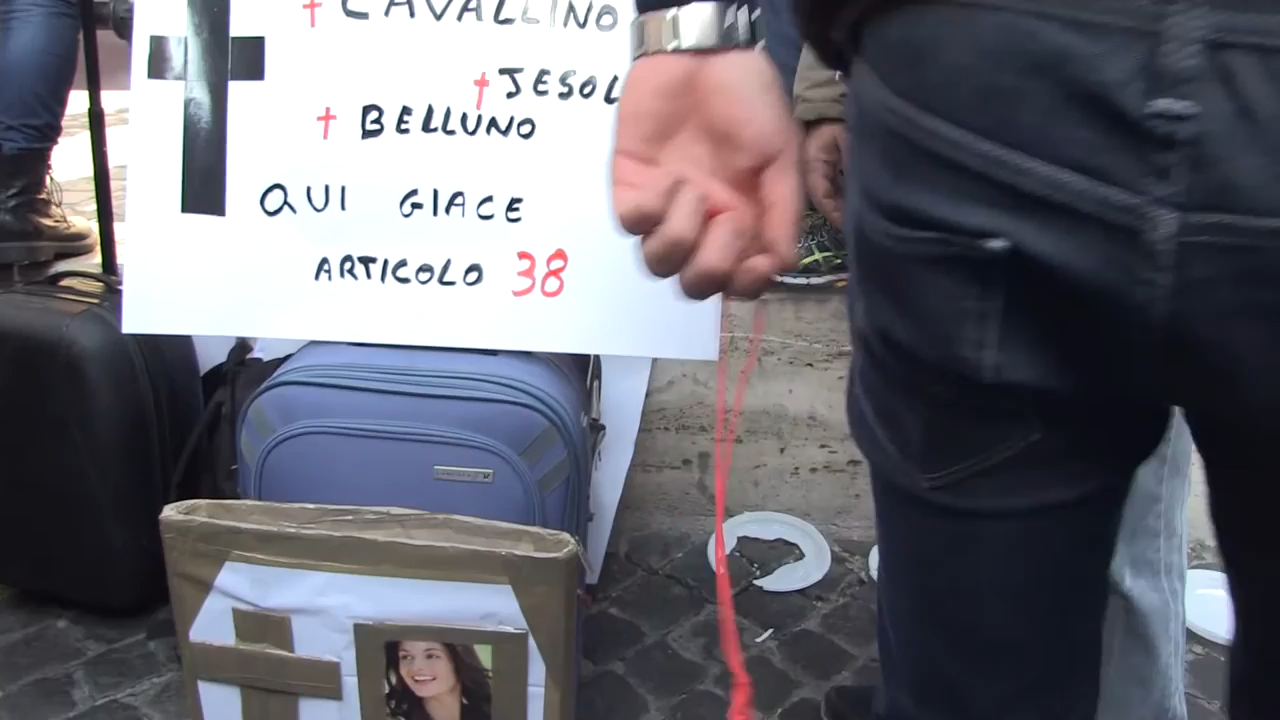 CAVALLINO
JESOL
BELLUNO
QUI GIACE
ARTICOLO 38